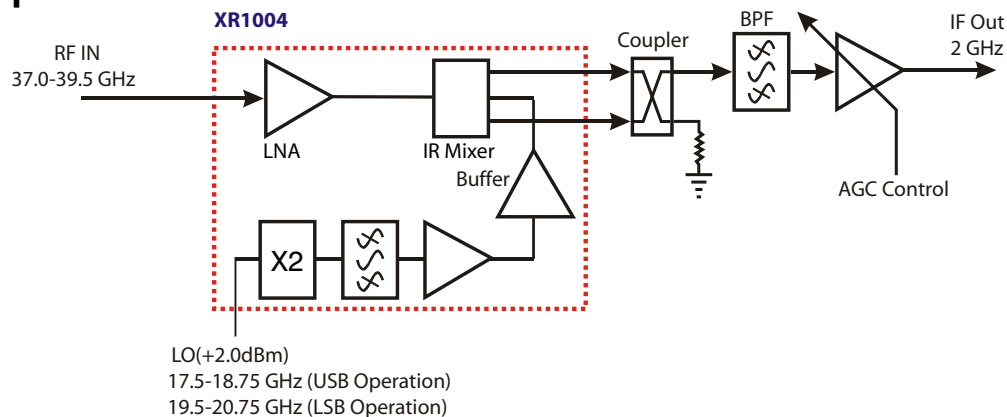 XR1004
RF IN
37.0-39.5 GHz
LNA
IR Mixer
Buffer
X2
Coupler
BPF
IF Out
2 GHz
AGC Control
LO(+2.0dBm)
17.5-18.75 GHz (USB Operation)
19.5-20.75 GHz (LSB Operation)